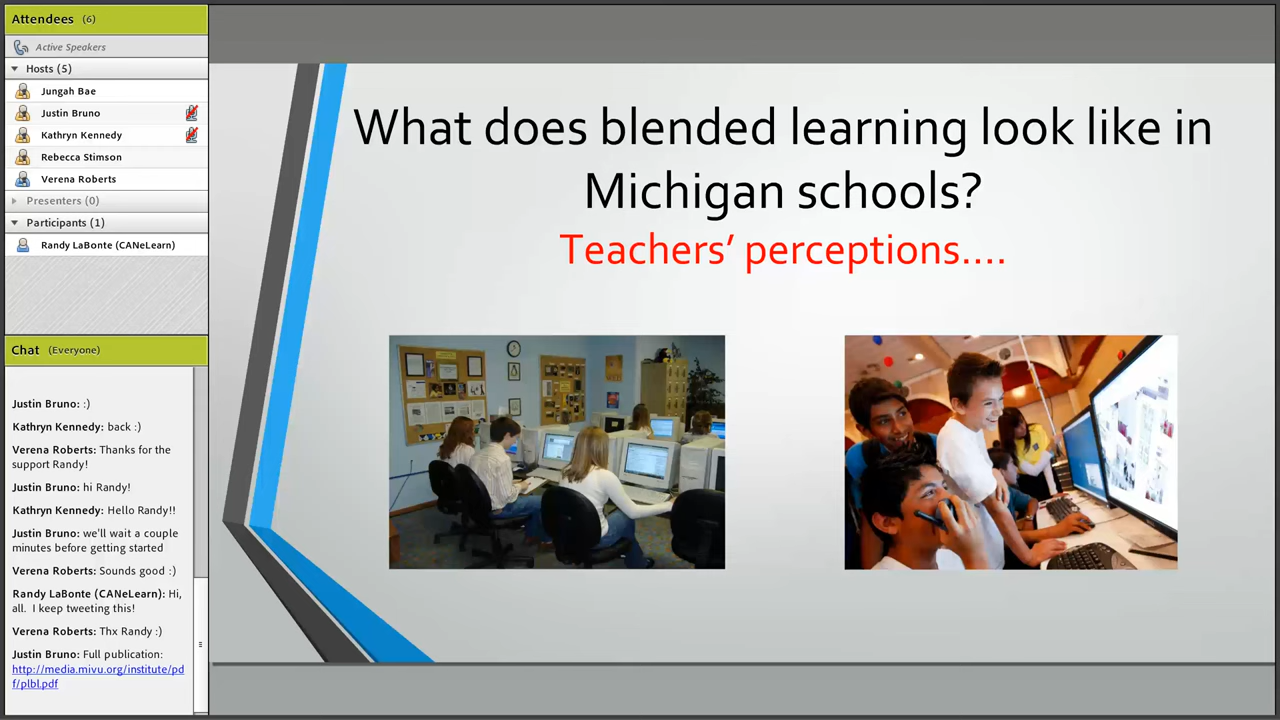 Attendees (6)
Active Speakers
Hosts (5)
Jungah Bae
Justin Bruno
Kathryn Kennedy
Rebecca Stimson
Verena Roberts
Presenters (0)
Participants (1)
Randy LaBonte (CANeLearn)
Chat (Everyone)
Justin Bruno: :)
Kathryn Kennedy: back :)
Verena Roberts: Thanks for the
support Randy!
Justin Bruno: hi Randy!
Kathryn Kennedy: Hello Randy!!
Justin Bruno: we'll wait a couple
minutes before getting started
Verena Roberts: Sounds good :)
Randy LaBonte (CANeLearn): Hi,
all. I keep tweeting this!
Verena Roberts: Thx Randy :)
Justin Bruno: Full publication:
http://media.mivu.org/institute/pd
f/plbl.pdf
What does blended learning look like in
Michigan schools?
Teachers’ perceptions....